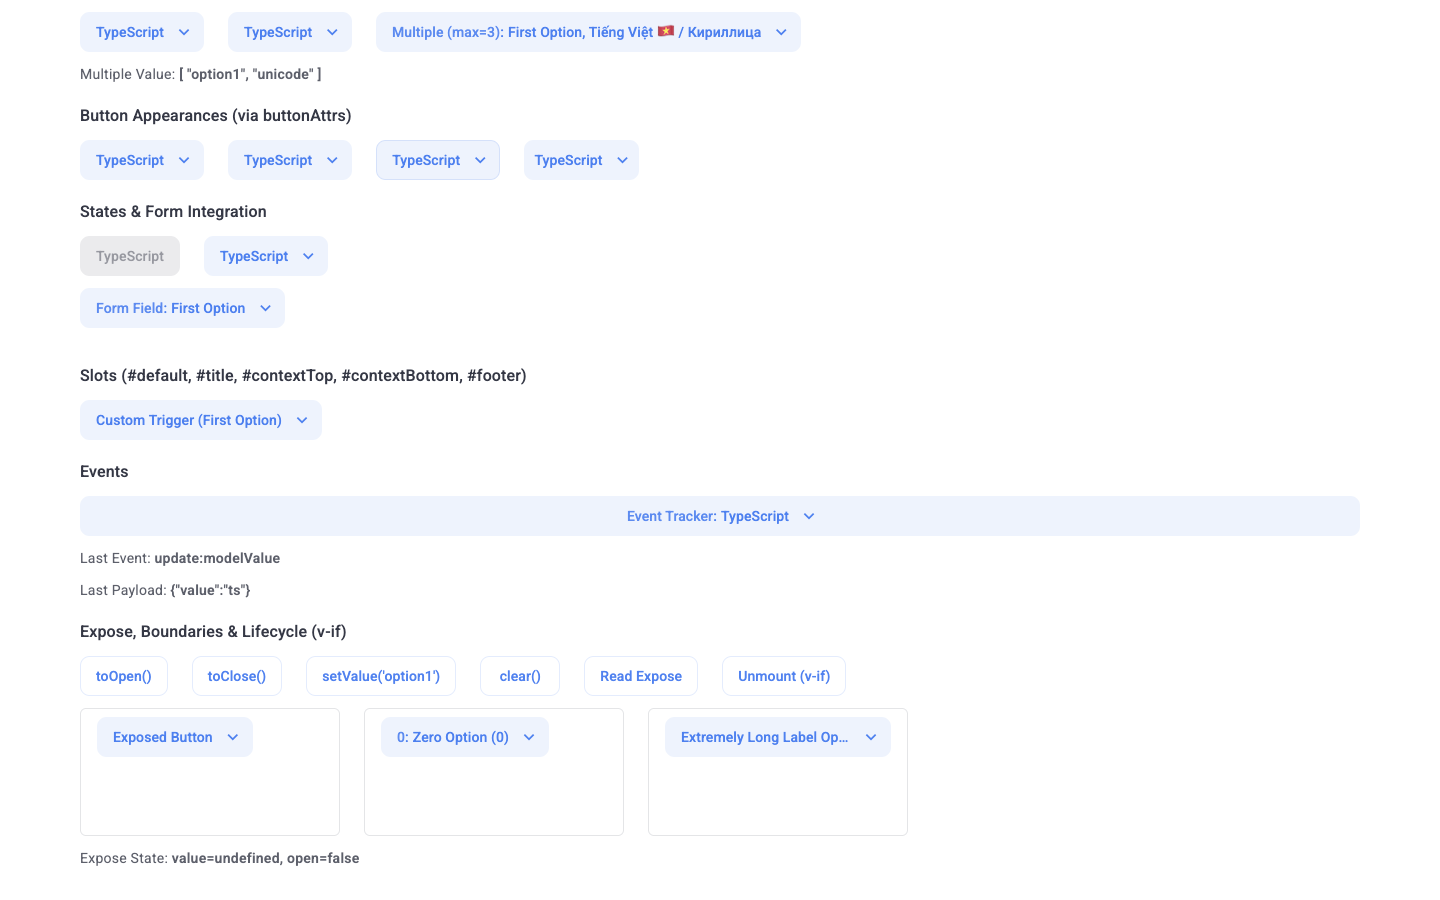 TypeScript TypeScript Multiple (max=3): First Option, Tiếng Việt 🇻🇳 / Кириллица
Multiple Value: [ "option1", "unicode" ]
Button Appearances (via buttonAttrs)
TypeScript TypeScript TypeScript TypeScript
States & Form Integration
TypeScript TypeScript
Form Field: First Option
Slots (#default, #title, #contextTop, #contextBottom, #footer)
Custom Trigger (First Option)
Events
Event Tracker: TypeScript
Last Event: update:modelValue
Last Payload: {"value":"ts"}
Expose, Boundaries & Lifecycle (v-if)
toOpen() toClose() setValue('option1') clear() Read Expose Unmount (v-if)
Exposed Button 0: Zero Option (0) Extremely Long Label Op...
Expose State: value=undefined, open=false